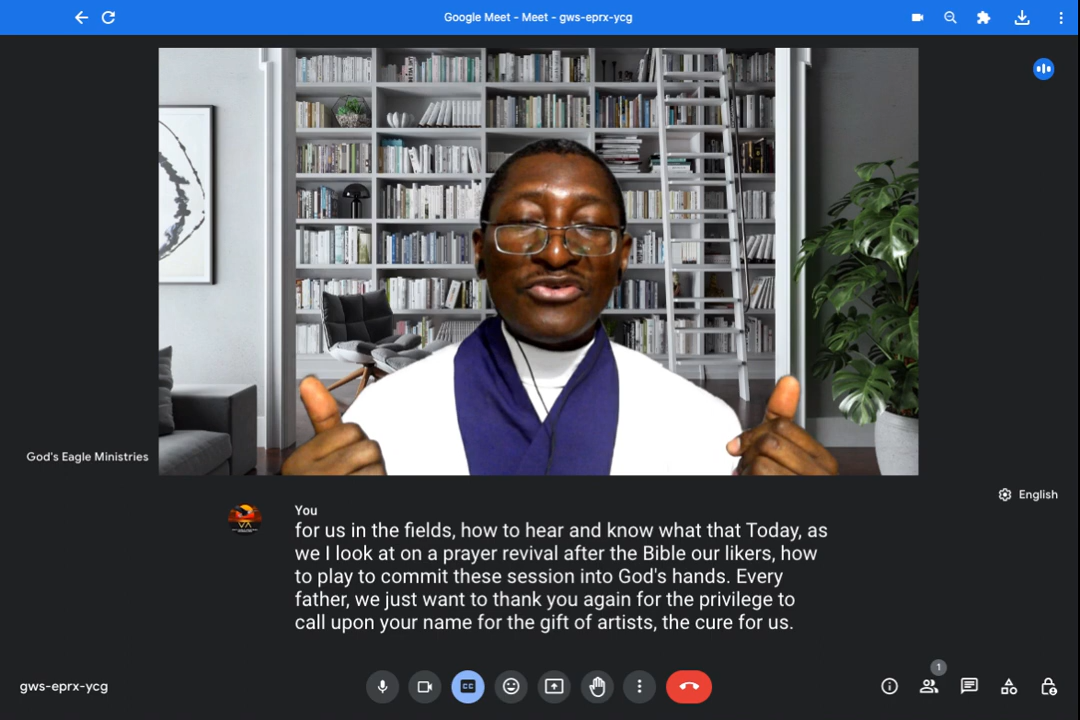 Google Meet - Meet - gws-eprx-ycg
God's Eagle Ministries
English
You
for us in the fields, how to hear and know what that Today, as
we I look at on a prayer revival after the Bible our likers, how
to play to commit these session into God's hands. Every
father, we just want to thank you again for the privilege to
call upon your name for the gift of artists, the cure for us.
1
gws-eprx-ycg
CC